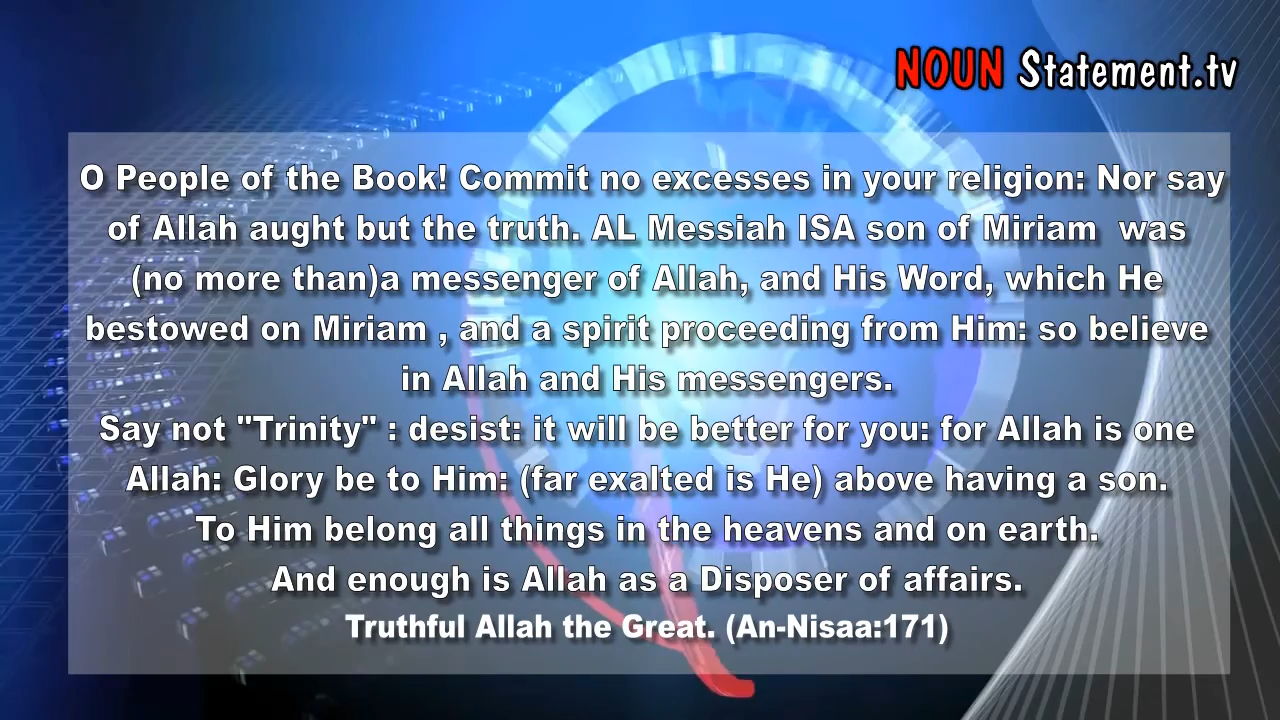 NOUN Statement.tv
O People of the Book! Commit no excesses in your religion: Nor say
of Allah aught but the truth. AL Messiah ISA son of Miriam  was
(no more than)a messenger of Allah, and His Word, which He
bestowed on Miriam , and a spirit proceeding from Him: so believe
in Allah and His messengers.
Say not "Trinity" : desist: it will be better for you: for Allah is one
Allah: Glory be to Him: (far exalted is He) above having a son.
To Him belong all things in the heavens and on earth.
And enough is Allah as a Disposer of affairs.
Truthful Allah the Great. (An-Nisaa:171)